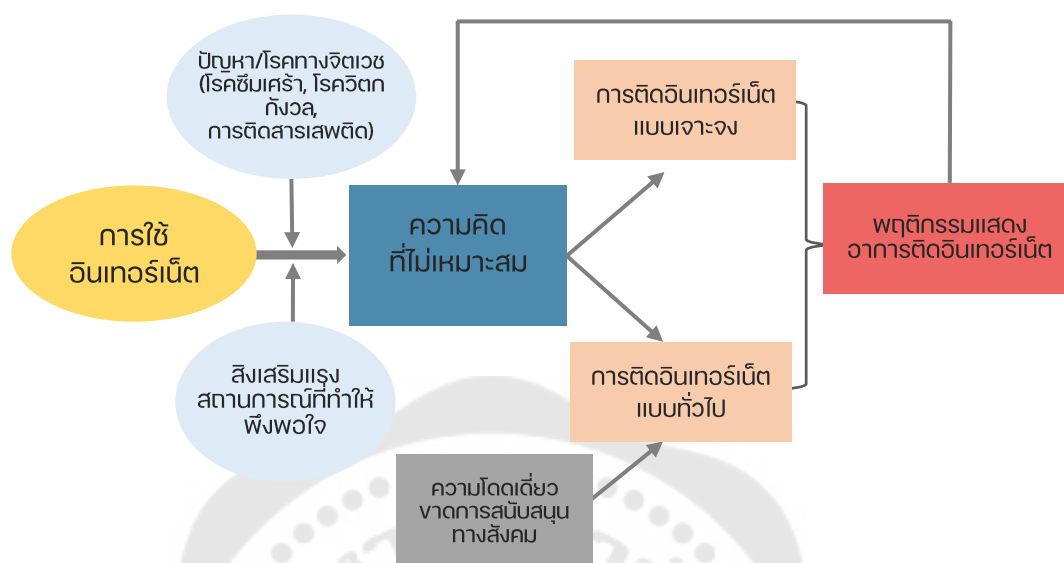 ปัญหา/โรคทางจิตเวช
(โรคซึมเศร้า, โรควิตก
กังวล,
การติดสารเสพติด)
การติดอินเทอร์เน็ต
แบบเจาะจง
การใช้
อินเทอร์เน็ต
ความคิด
ที่ไม่เหมาะสม
พฤติกรรมแสดง
อาการติดอินเทอร์เน็ต
สิงเสริมแรง
สถานการณ์ที่ทำให้
พึงพอใจ
การติดอินเทอร์เน็ต
แบบทั่วไป
ความโดดเดี่ยว
ขาดการสนับสนุน
ทางสังคม